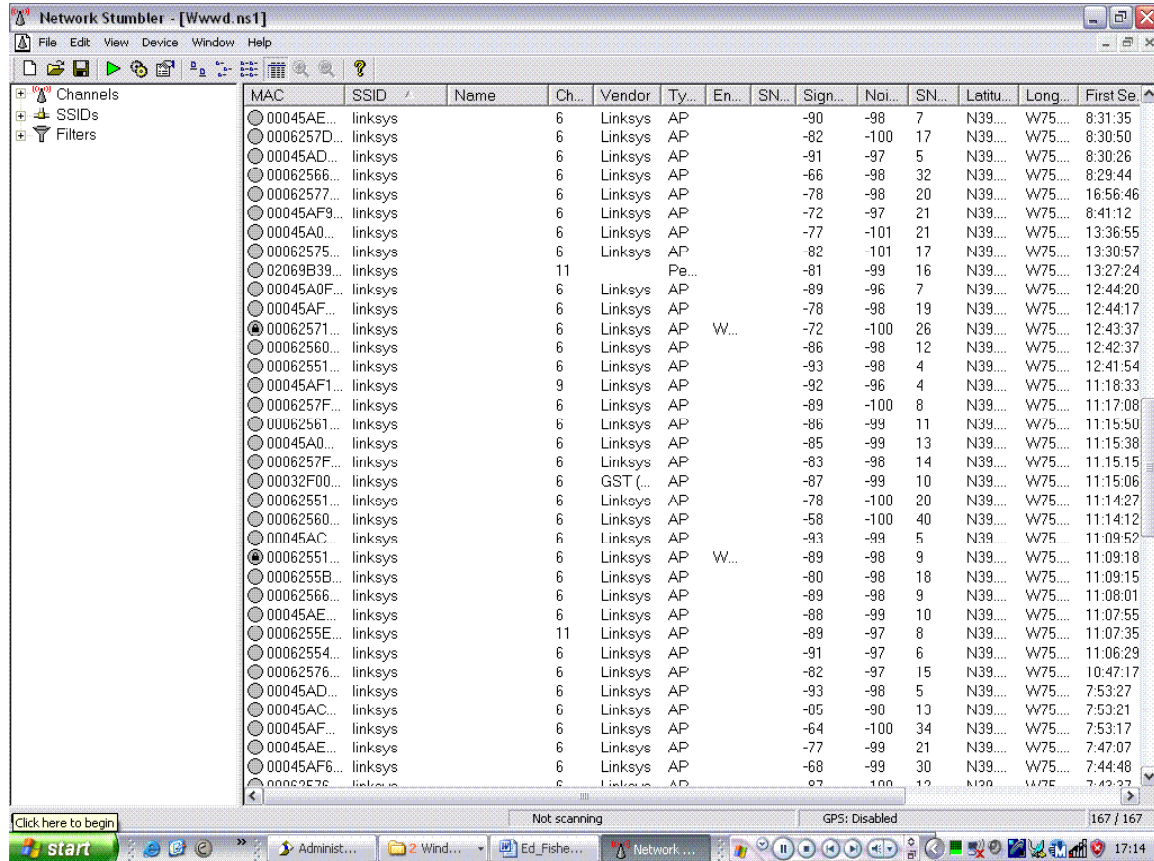 Network Stumbler - [Wwwd.ns1]
File Edit View Device Window Help
Channels
SSIDs
Filters
MAC SSID Name Ch... Vendor Ty... En... SN... Sign... Noi... SN... Latitu... Long... First Se...
00045AE... linksys 6 Linksys AP -90 -98 7 N39.... W75.... 8:31:35
0006257D... linksys 6 Linksys AP -82 -100 17 N39.... W75.... 8:30:50
00045AD... linksys 6 Linksys AP -91 -97 5 N39.... W75.... 8:30:26
00062566... linksys 6 Linksys AP -66 -98 32 N39.... W75.... 8:29:44
00062577... linksys 6 Linksys AP -78 -98 20 N39.... W75.... 16:56:46
00045AF9... linksys 6 Linksys AP -72 -97 21 N39.... W75.... 8:41:12
00045A0... linksys 6 Linksys AP -77 -101 21 N39.... W75.... 13:36:55
00062575... linksys 6 Linksys AP -82 -101 17 N39.... W75.... 13:30:57
02069B39... linksys 11 Pe... -81 -99 16 N39.... W75.... 13:27:24
00045A0F... linksys 6 Linksys AP -89 -96 7 N39.... W75.... 12:44:20
00045AF... linksys 6 Linksys AP -78 -98 19 N39.... W75.... 12:44:17
00062571... linksys 6 Linksys AP W... -72 -100 26 N39.... W75.... 12:43:37
00062560... linksys 6 Linksys AP -86 -98 12 N39.... W75.... 12:42:37
00062551... linksys 6 Linksys AP -93 -98 4 N39.... W75.... 12:41:54
00045AF1... linksys 9 Linksys AP -92 -96 4 N39.... W75.... 11:18:33
0006257F... linksys 6 Linksys AP -89 -100 8 N39.... W75.... 11:17:08
00062561... linksys 6 Linksys AP -86 -99 11 N39.... W75.... 11:15:50
00045A0... linksys 6 Linksys AP -85 -99 13 N39.... W75.... 11:15:38
0006257F... linksys 6 Linksys AP -83 -98 14 N39.... W75.... 11:15:15
00032F00... linksys 6 GST (... AP -87 -99 10 N39.... W75.... 11:15:06
00062551... linksys 6 Linksys AP -78 -100 20 N39.... W75.... 11:14:27
00062560... linksys 6 Linksys AP -58 -100 40 N39.... W75.... 11:14:12
00045AC... linksys 6 Linksys AP -93 -99 5 N39.... W75.... 11:09:52
00062551... linksys 6 Linksys AP W... -89 -98 9 N39.... W75.... 11:09:18
0006255B... linksys 6 Linksys AP -80 -98 18 N39.... W75.... 11:09:15
00062566... linksys 6 Linksys AP -89 -98 9 N39.... W75.... 11:08:01
00045AE... linksys 6 Linksys AP -88 -99 10 N39.... W75.... 11:07:55
0006255E... linksys 11 Linksys AP -89 -97 8 N39.... W75.... 11:07:35
00062554... linksys 6 Linksys AP -91 -97 6 N39.... W75.... 11:06:29
00062576... linksys 6 Linksys AP -82 -97 15 N39.... W75.... 10:47:17
00045AD... linksys 6 Linksys AP -93 -98 5 N39.... W75.... 7:53:27
00045AC... linksys 6 Linksys AP -90 13 N39.... W75.... 7:53:21
00045AF... linksys 6 Linksys AP -64 -100 34 N39.... W75.... 7:53:17
00045AE... linksys 6 Linksys AP -77 -99 21 N39.... W75.... 7:47:07
00045AF6... linksys 6 Linksys AP -68 -99 30 N39.... W75.... 7:44:48
Click here to begin
Not scanning GPS: Disabled 167 / 167
start Administ... 2 Wind... Ed_Fishe... Network ... 17:14